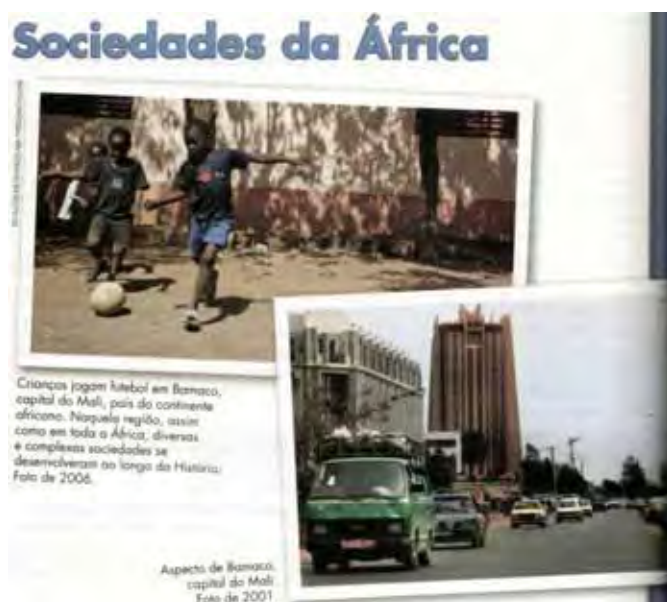 Sociedades da África
Crianças jogam futebol em Bamaco,
capital do Mali, país do continente
africano. Naquela região, assim
como em toda a África, diversas
e complexas sociedades se
desenvolveram ao longo da História.
Foto de 2006.
Aspecto de Bamaco,
capital do Mali
Foto de 2001